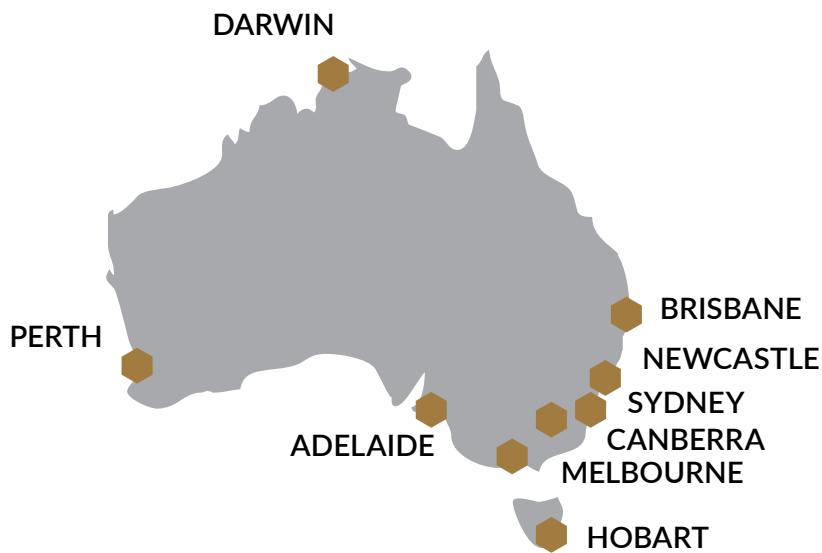 DARWIN
BRISBANE
PERTH
NEWCASTLE
SYDNEY
CANBERRA
ADELAIDE
MELBOURNE
HOBART